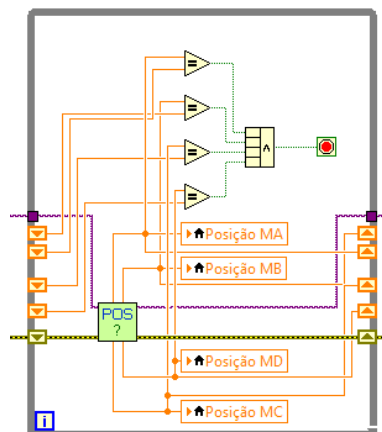 =
=
=
=
∧
Posição MA
Posição MB
POS
?
Posição MD
Posição MC
i